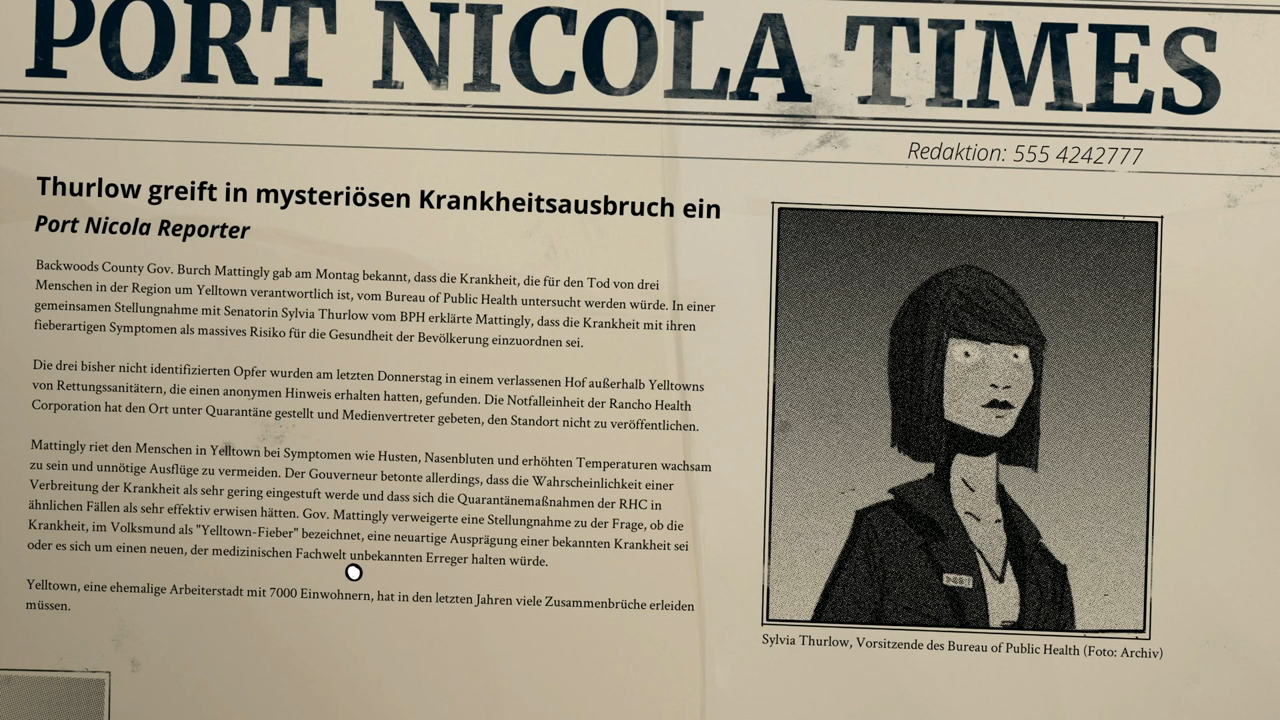 PORT NICOLA TIMES
Redaktion: 555 4242777
Thurlow greift in mysteriösen Krankheitsausbruch ein
Port Nicola Reporter
Backwoods County Gov. Burch Mattingly gab am Montag bekannt, dass die Krankheit, die für den Tod von drei
Menschen in der Region um Yelltown verantwortlich ist, vom Bureau of Public Health untersucht werden würde. In einer
gemeinsamen Stellungnahme mit Senatorin Sylvia Thurlow vom BPH erklärte Mattingly, dass die Krankheit mit ihren
fieberartigen Symptomen als massives Risiko für die Gesundheit der Bevölkerung einzuordnen sei.
Die drei bisher nicht identifizierten Opfer wurden am letzten Donnerstag in einem verlassenen Hof außerhalb Yelltowns
von Rettungssanitätern, die einen anonymen Hinweis erhalten hatten, gefunden. Die Notfalleinheit der Rancho Health
Corporation hat den Ort unter Quarantäne gestellt und Medienvertreter gebeten, den Standort nicht zu veröffentlichen.
Mattingly riet den Menschen in Yelltown bei Symptomen wie Husten, Nasenbluten und erhöhten Temperaturen wachsam
zu sein und unnötige Ausflüge zu vermeiden. Der Gouverneur betonte allerdings, dass die Wahrscheinlichkeit einer
Verbreitung der Krankheit als sehr gering eingestuft werde und dass sich die Quarantänemaßnahmen der RHC in
ähnlichen Fällen als sehr effektiv erwisen hätten. Gov. Mattingly verweigerte eine Stellungnahme zu der Frage, ob die
Krankheit, im Volksmund als "Yelltown-Fieber" bezeichnet, eine neuartige Ausprägung einer bekannten Krankheit sei
oder es sich um einen neuen, der medizinischen Fachwelt unbekannten Erreger halten würde.
Yelltown, eine ehemalige Arbeiterstadt mit 7000 Einwohnern, hat in den letzten Jahren viele Zusammenbrüche erleiden
müssen.
Sylvia Thurlow, Vorsitzende des Bureau of Public Health (Foto: Archiv)